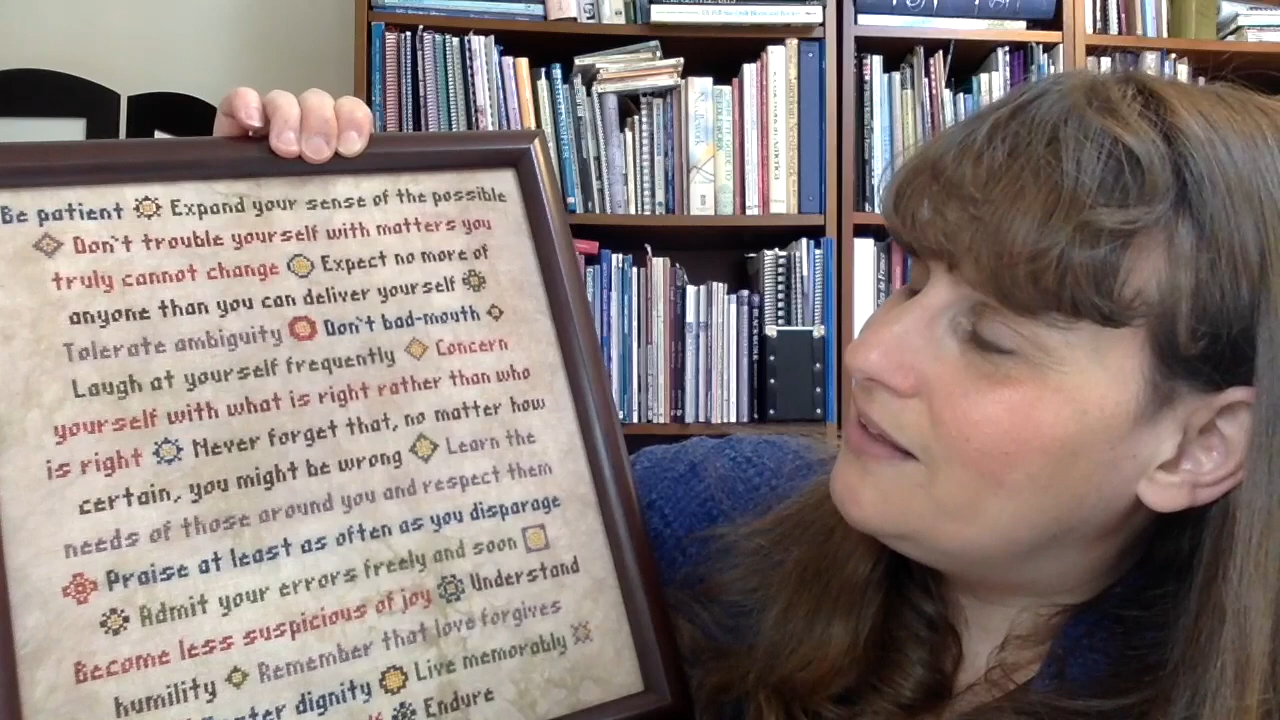 Be patient Expand your sense of the possible
Don't trouble yourself with matters you
truly cannot change Expect no more of
anyone than you can deliver yourself
Tolerate ambiguity Don't bad-mouth
Laugh at yourself frequently Concern
yourself with what is right rather than who
is right Never forget that, no matter how
certain, you might be wrong Learn the
needs of those around you and respect them
Praise at least as often as you disparage
Admit your errors freely and soon
Become less suspicious of joy Understand
humility Remember that love forgives
dignity Live memorably
Endure